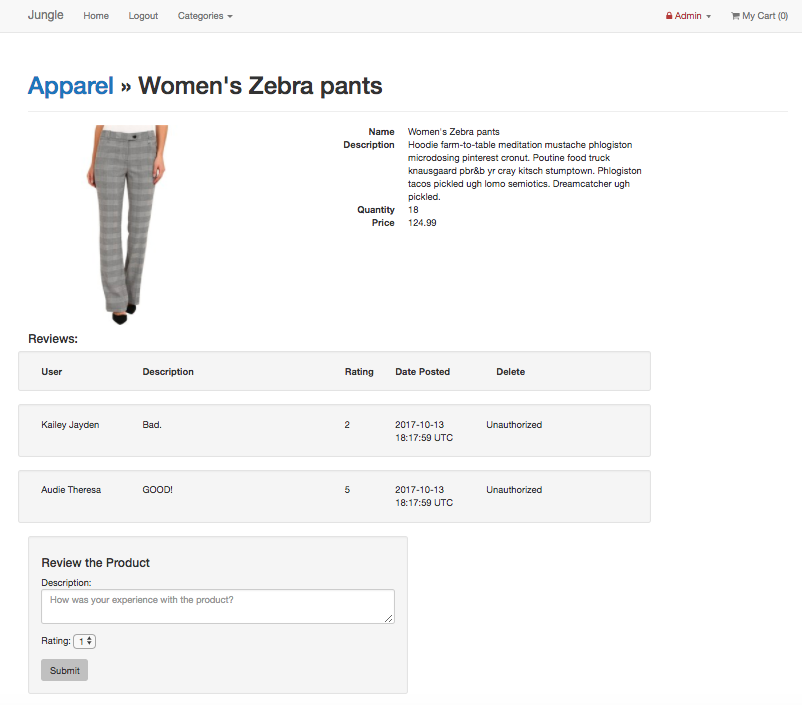 Jungle Home Logout Categories Admin My Cart (0)
Apparel » Women's Zebra pants
Name Women's Zebra pants
Description Hoodie farm-to-table meditation mustache phlogiston
microdosing pinterest cronut. Poutine food truck
knausgaard pbr&b yr cray kitsch stumptown. Phlogiston
tacos pickled ugh lomo semiotics. Dreamcatcher ugh
pickled.
Quantity 18
Price 124.99
Reviews:
User Description Rating Date Posted Delete
Kailey Jayden Bad. 2 2017-10-13 Unauthorized
18:17:59 UTC
Audie Theresa GOOD! 5 2017-10-13 Unauthorized
18:17:59 UTC
Review the Product
Description:
How was your experience with the product?
Rating: 1
Submit